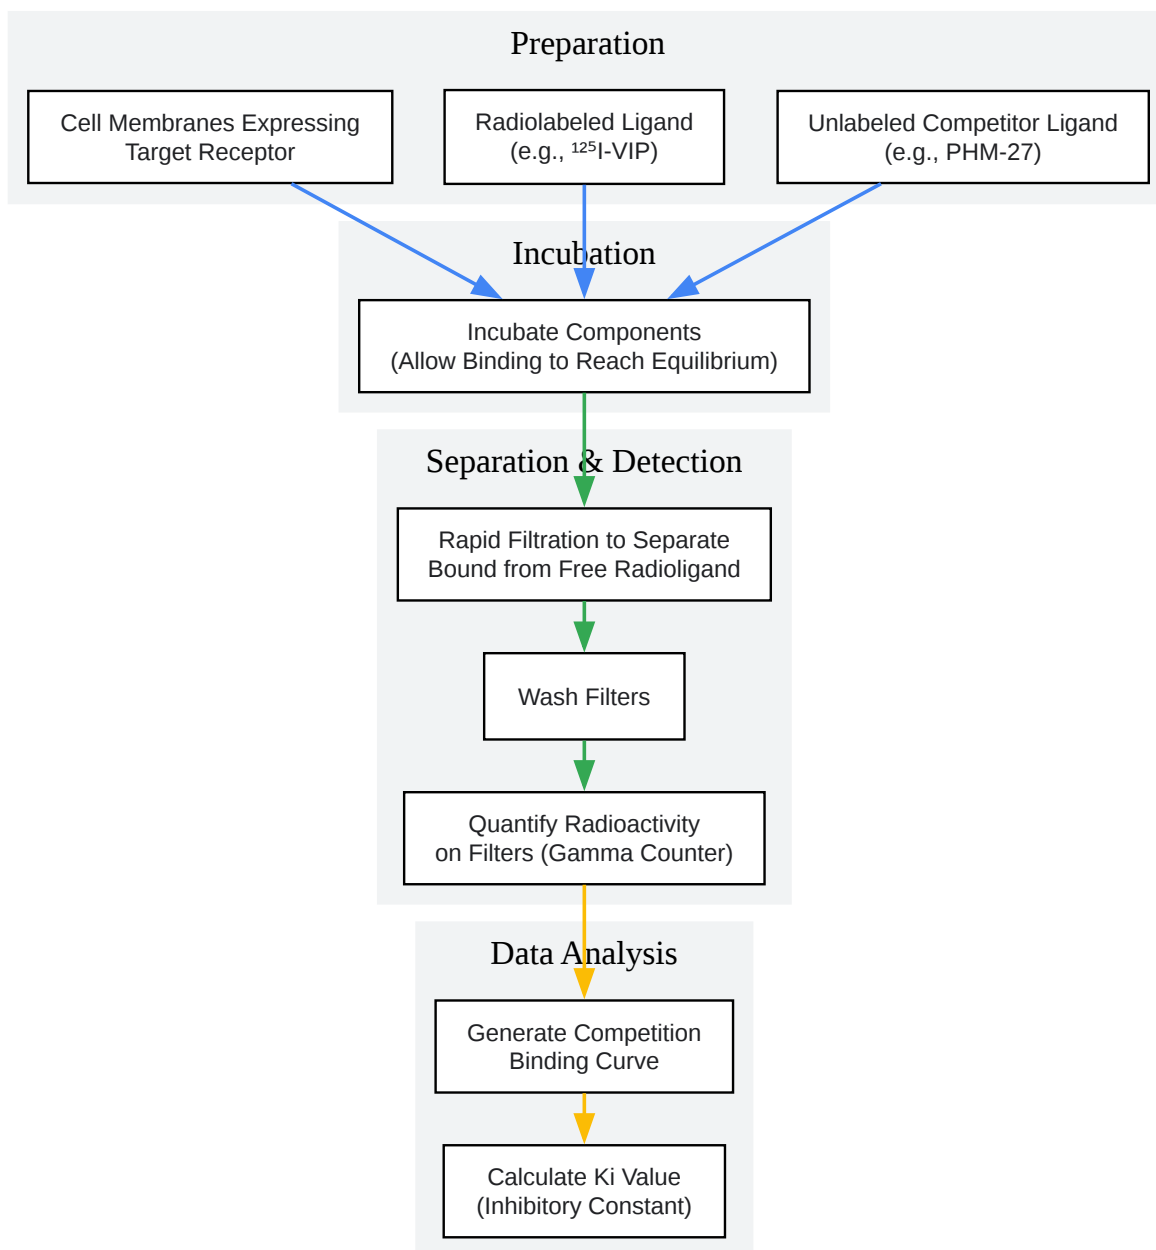 Preparation
Cell Membranes Expressing
Target Receptor
Radiolabeled Ligand
(e.g., ¹²⁵I-VIP)
Unlabeled Competitor Ligand
(e.g., PHM-27)
Incubation
Incubate Components
(Allow Binding to Reach Equilibrium)
Separation & Detection
Rapid Filtration to Separate
Bound from Free Radioligand
Wash Filters
Quantify Radioactivity
on Filters (Gamma Counter)
Data Analysis
Generate Competition
Binding Curve
Calculate Ki Value
(Inhibitory Constant)